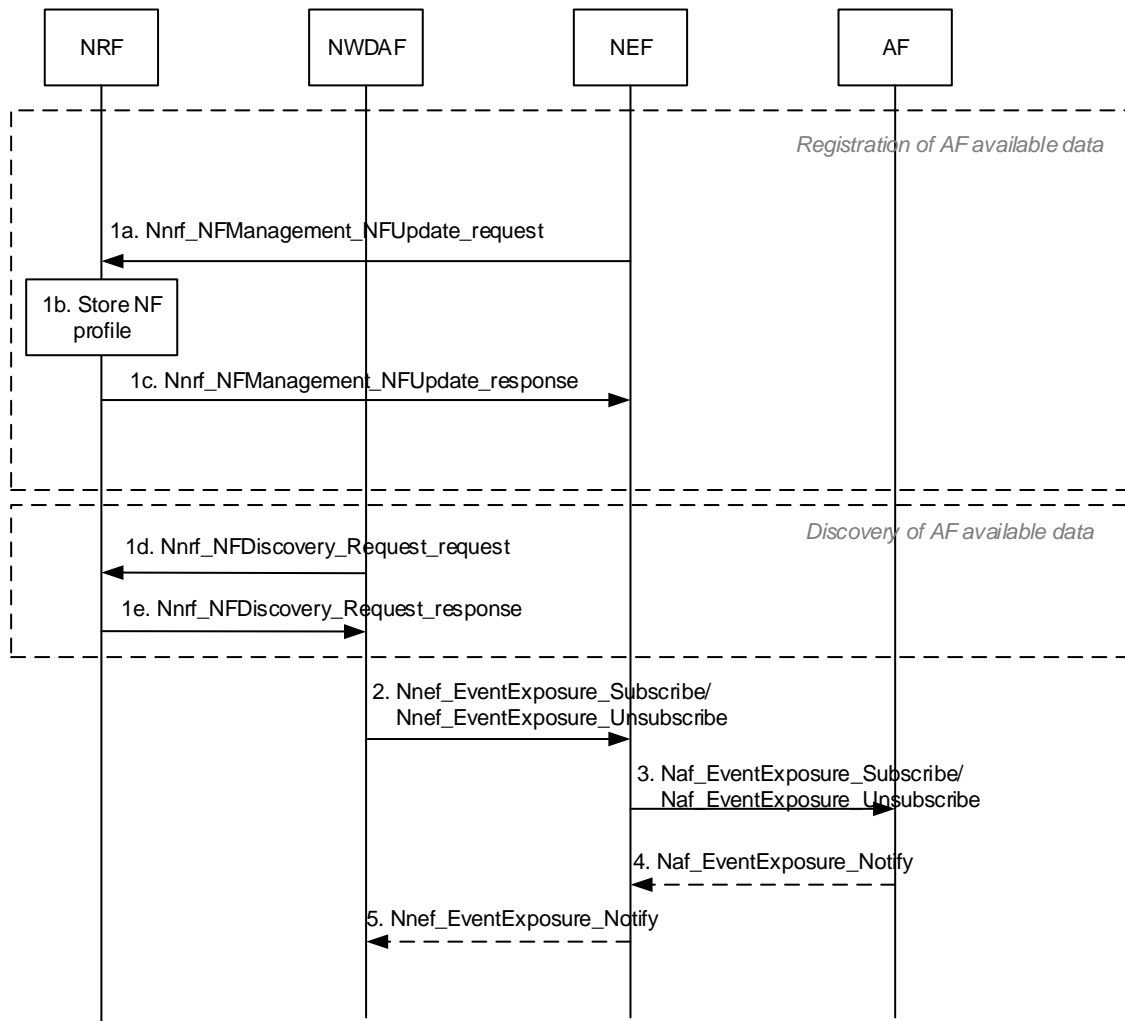 NRF
NWDAF
NEF
AF
Registration of AF available data
1a. Nnrf_NFManagement_NFUpdate_request
1b. Store NF
profile
1c. Nnrf_NFManagement_NFUpdate_response
Discovery of AF available data
1d. Nnrf_NFDiscovery_Request_request
1e. Nnrf_NFDiscovery_Request_response
2. Nnef_EventExposure_Subscribe/
Nnef_EventExposure_Unsubscribe
3. Naf_EventExposure_Subscribe/
Naf_EventExposure_Unsubscribe
4. Naf_EventExposure_Notify
5. Nnef_EventExposure_Notify